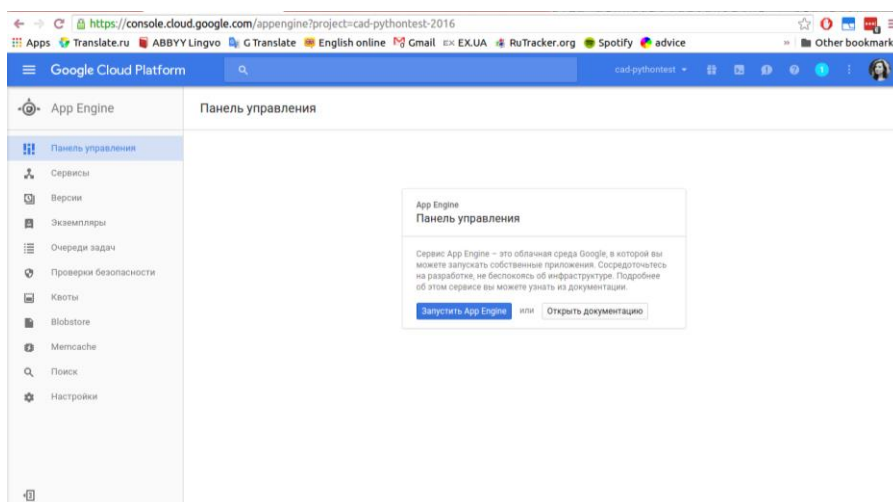 https://console.cloud.google.com/appengine?project=cad-pythontest-2016
Apps Translate.ru ABBYY Lingvo G Translate English online Gmail EX EX.UA RuTracker.org Spotify advice » Other bookmark
Google Cloud Platform cad-pythontest 1
App Engine Панель управления
Панель управления
Сервисы
Версии
Экземпляры
Очереди задач
Проверки безопасности
Квоты
Blobstore
Memcache
Поиск
Настройки
App Engine
Панель управления
Сервис App Engine – это облачная среда Google, в которой вы
можете запускать собственные приложения. Сосредоточьтесь
на разработке, не беспокоясь об инфраструктуре. Подробнее
об этом сервисе вы можете узнать из документации.
Запустить App Engine или Открыть документацию